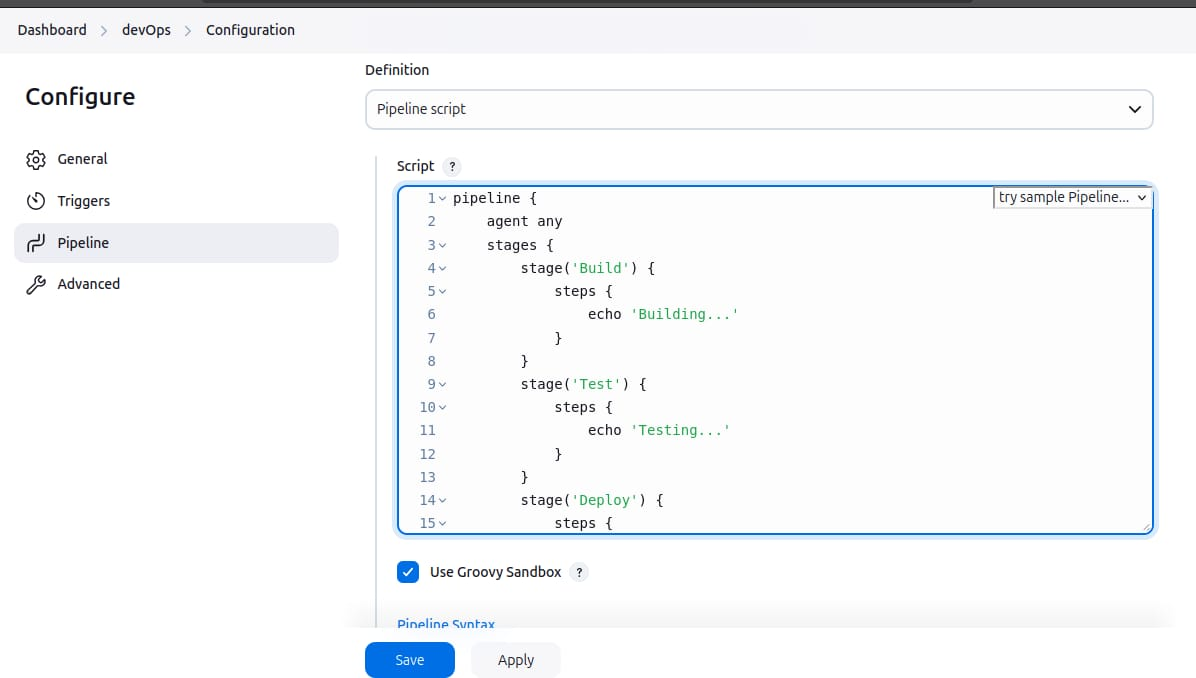 Dashboard > devOps > Configuration
Configure
General
Triggers
Pipeline
Advanced
Definition
Pipeline script
Script ?
try sample Pipeline...
1 pipeline {
2     agent any
3     stages {
4         stage('Build') {
5             steps {
6                 echo 'Building...'
7             }
8         }
9         stage('Test') {
10             steps {
11                 echo 'Testing...'
12             }
13         }
14         stage('Deploy') {
15             steps {
Use Groovy Sandbox ?
Pipeline Syntax
Save Apply